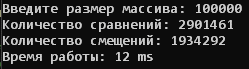 Введите размер массива: 100000
Количество сравнений: 2901461
Количество смещений: 1934292
Время работы: 12 ms